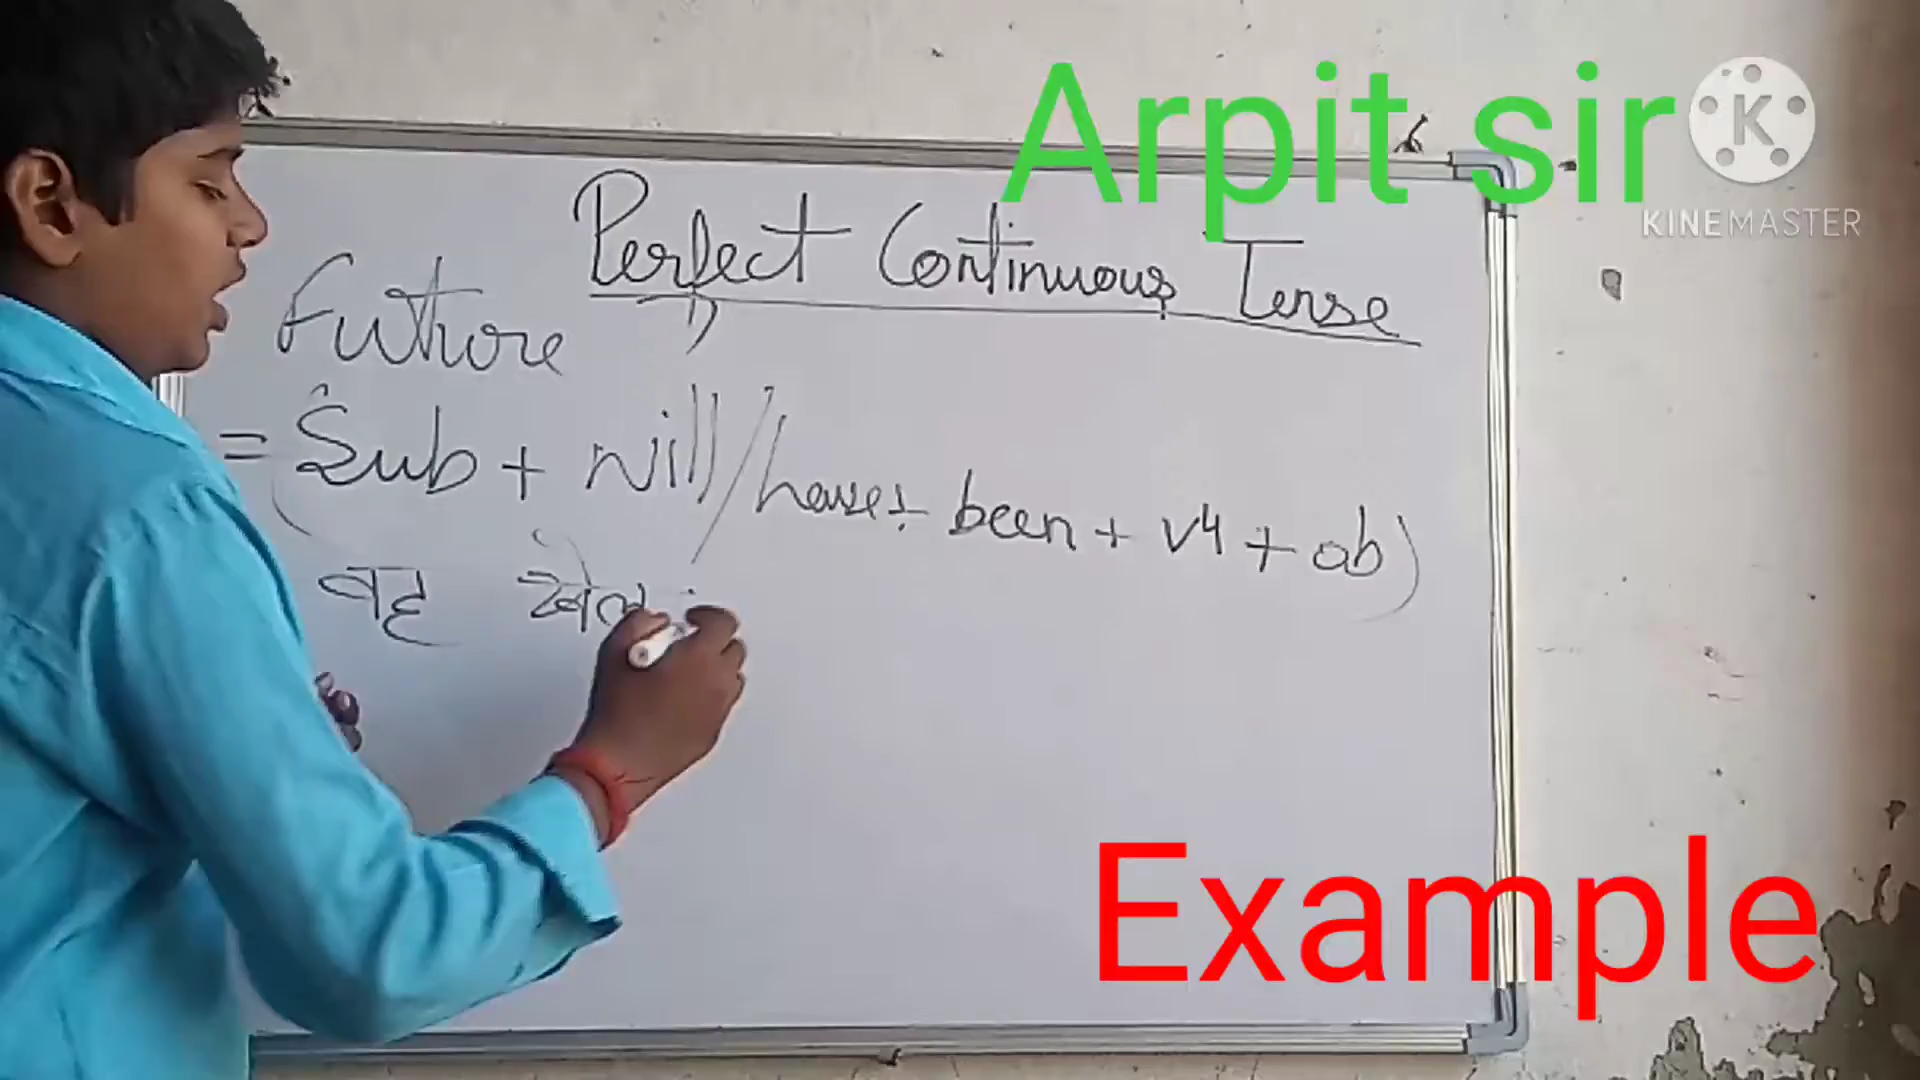 Arpit sir
KINEMASTER
Perfect Continuous Tense
Future
= (Sub + will / have + been + v4 + ob)
वह खेल
Example